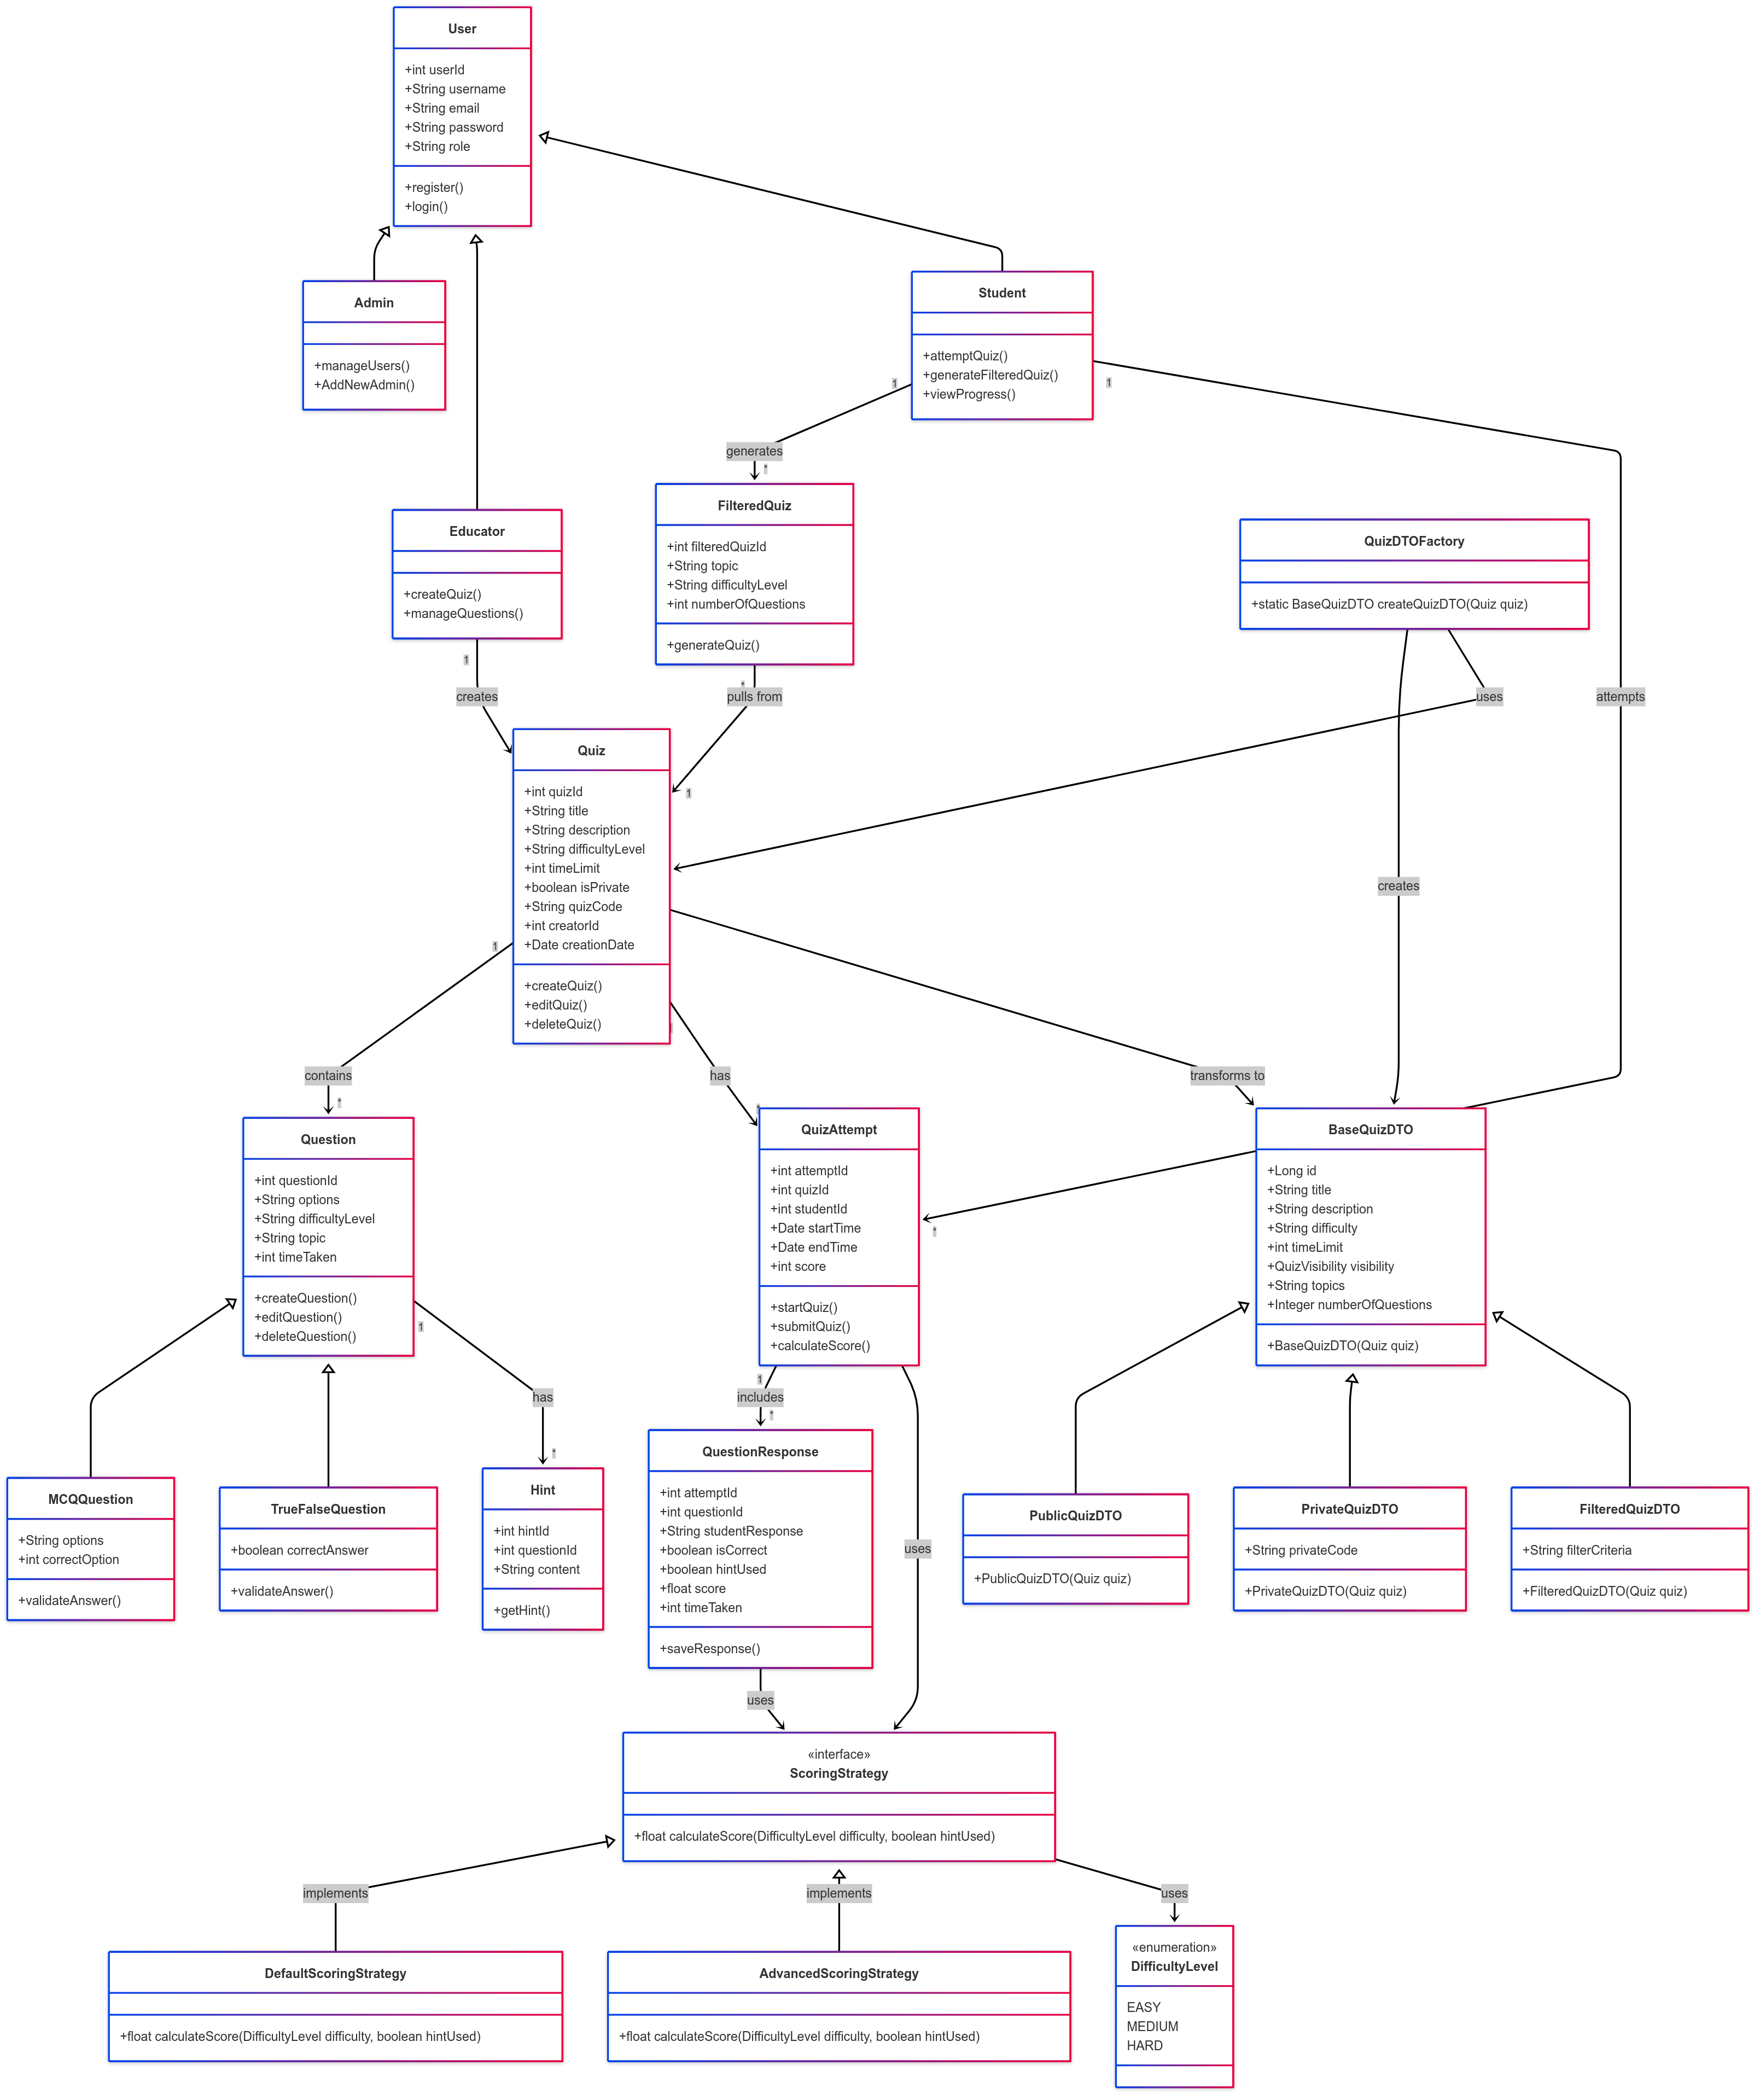 User
+int userId
+String username
+String email
+String password
+String role
+register()
+login()
Admin
+manageUsers()
+AddNewAdmin()
Student
+attemptQuiz()
+generateFilteredQuiz()
+viewProgress()
1
1
generates
*
FilteredQuiz
+int filteredQuizId
+String topic
+String difficultyLevel
+int numberOfQuestions
+generateQuiz()
Educator
+createQuiz()
+manageQuestions()
QuizDTOFactory
+static BaseQuizDTO createQuizDTO(Quiz quiz)
1
creates
*
pulls from
uses
attempts
Quiz
+int quizId
+String title
+String description
+String difficultyLevel
+int timeLimit
+boolean isPrivate
+String quizCode
+int creatorId
+Date creationDate
+createQuiz()
+editQuiz()
+deleteQuiz()
1
creates
1
contains
*
has
transforms to
Question
+int questionId
+String options
+String difficultyLevel
+String topic
+int timeTaken
+createQuestion()
+editQuestion()
+deleteQuestion()
QuizAttempt
+int attemptId
+int quizId
+int studentId
+Date startTime
+Date endTime
+int score
+startQuiz()
+submitQuiz()
+calculateScore()
*
BaseQuizDTO
+Long id
+String title
+String description
+String difficulty
+int timeLimit
+QuizVisibility visibility
+String topics
+Integer numberOfQuestions
+BaseQuizDTO(Quiz quiz)
1
has
*
1
includes
*
MCQQuestion
+String options
+int correctOption
+validateAnswer()
TrueFalseQuestion
+boolean correctAnswer
+validateAnswer()
Hint
+int hintId
+int questionId
+String content
+getHint()
QuestionResponse
+int attemptId
+int questionId
+String studentResponse
+boolean isCorrect
+boolean hintUsed
+float score
+int timeTaken
+saveResponse()
uses
PublicQuizDTO
+PublicQuizDTO(Quiz quiz)
PrivateQuizDTO
+String privateCode
+PrivateQuizDTO(Quiz quiz)
FilteredQuizDTO
+String filterCriteria
+FilteredQuizDTO(Quiz quiz)
uses
«interface»
ScoringStrategy
+float calculateScore(DifficultyLevel difficulty, boolean hintUsed)
implements
implements
uses
DefaultScoringStrategy
+float calculateScore(DifficultyLevel difficulty, boolean hintUsed)
AdvancedScoringStrategy
+float calculateScore(DifficultyLevel difficulty, boolean hintUsed)
«enumeration»
DifficultyLevel
EASY
MEDIUM
HARD